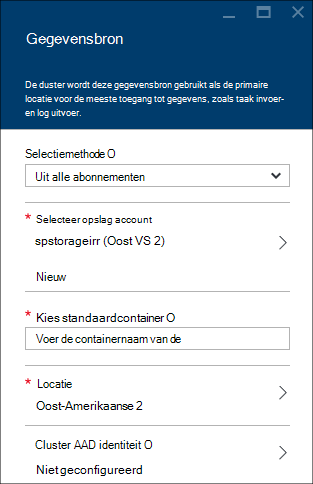 Gegevensbron
De duster wordt deze gegevensbron gebruikt als de primaire
locatie voor de meeste toegang tot gegevens, zoals taak invoer-
en log uitvoer.
Selectiemethode O
Uit alle abonnementen
* Selecteer opslag account
spstorageirr (Oost VS 2)
Nieuw
* Kies standaardcontainer O
Voer de containernaam van de
* Locatie
Oost-Amerikaanse 2
Cluster AAD identiteit O
Niet geconfigureerd